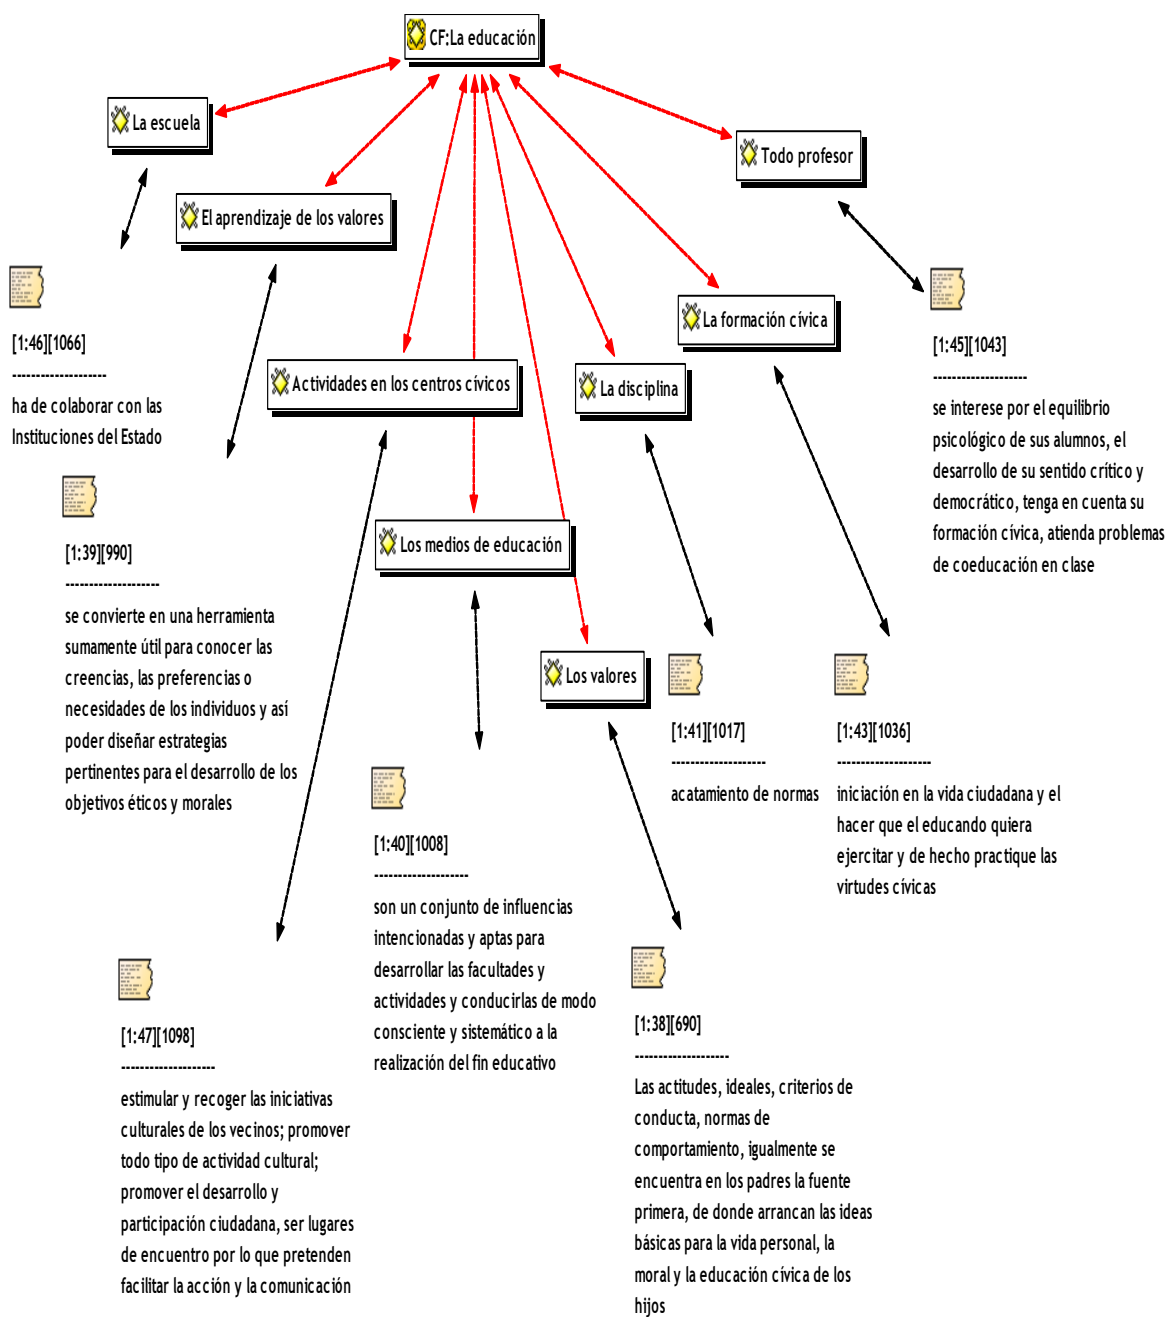 CF:La educación
La escuela
Todo profesor
El aprendizaje de los valores
La formación cívica
Actividades en los centros cívicos
La disciplina
Los medios de educación
Los valores
[1:46][1066]
--------------------
ha de colaborar con las
Instituciones del Estado
[1:45][1043]
--------------------
se interese por el equilibrio
psicológico de sus alumnos, el
desarrollo de su sentido crítico y
democrático, tenga en cuenta su
formación cívica, atienda problemas
de coeducación en clase
[1:39][990]
--------------------
se convierte en una herramienta
sumamente útil para conocer las
creencias, las preferencias o
necesidades de los individuos y así
poder diseñar estrategias
pertinentes para el desarrollo de los
objetivos éticos y morales
[1:41][1017]
--------------------
acatamiento de normas
[1:43][1036]
--------------------
iniciación en la vida ciudadana y el
hacer que el educando quiera
ejercitar y de hecho practique las
virtudes cívicas
[1:40][1008]
--------------------
son un conjunto de influencias
intencionadas y aptas para
desarrollar las facultades y
actividades y conducirlas de modo
consciente y sistemático a la
realización del fin educativo
[1:47][1098]
--------------------
estimular y recoger las iniciativas
culturales de los vecinos; promover
todo tipo de actividad cultural;
promover el desarrollo y
participación ciudadana, ser lugares
de encuentro por lo que pretenden
facilitar la acción y la comunicación
[1:38][690]
--------------------
Las actitudes, ideales, criterios de
conducta, normas de
comportamiento, igualmente se
encuentra en los padres la fuente
primera, de donde arrancan las ideas
básicas para la vida personal, la
moral y la educación cívica de los
hijos